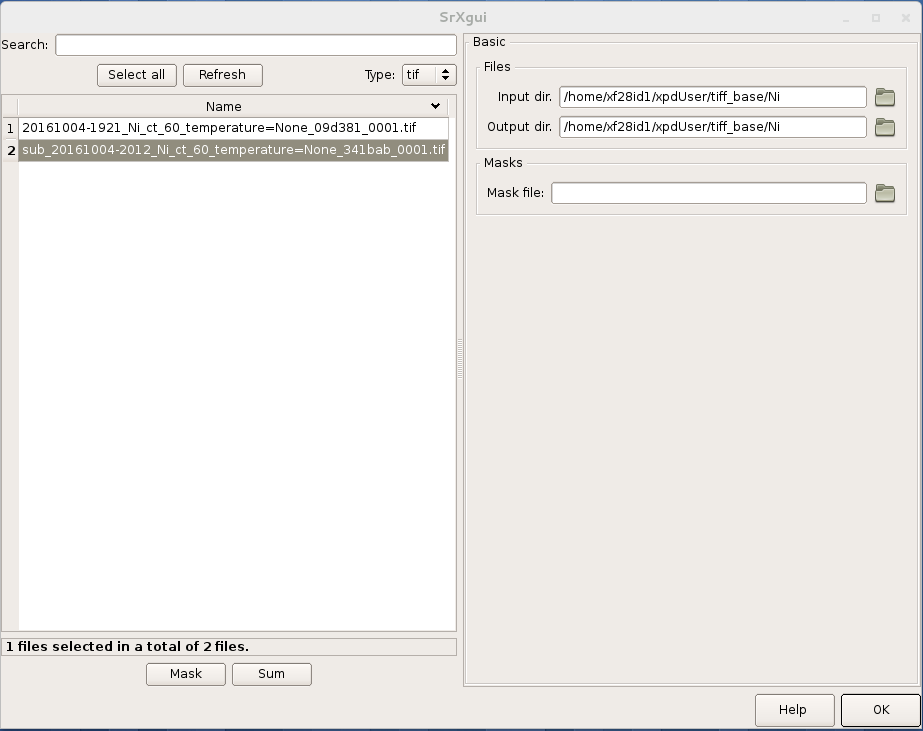 SrXgui
Search:
Select all
Refresh
Type:
tif
Name
1 20161004-1921_Ni_ct_60_temperature=None_09d381_0001.tif
2 sub_20161004-2012_Ni_ct_60_temperature=None_341bab_0001.tif
1 files selected in a total of 2 files.
Mask
Sum
Basic
Files
Input dir. /home/xf28id1/xpdUser/tiff_base/Ni
Output dir. /home/xf28id1/xpdUser/tiff_base/Ni
Masks
Mask file:
Help
OK